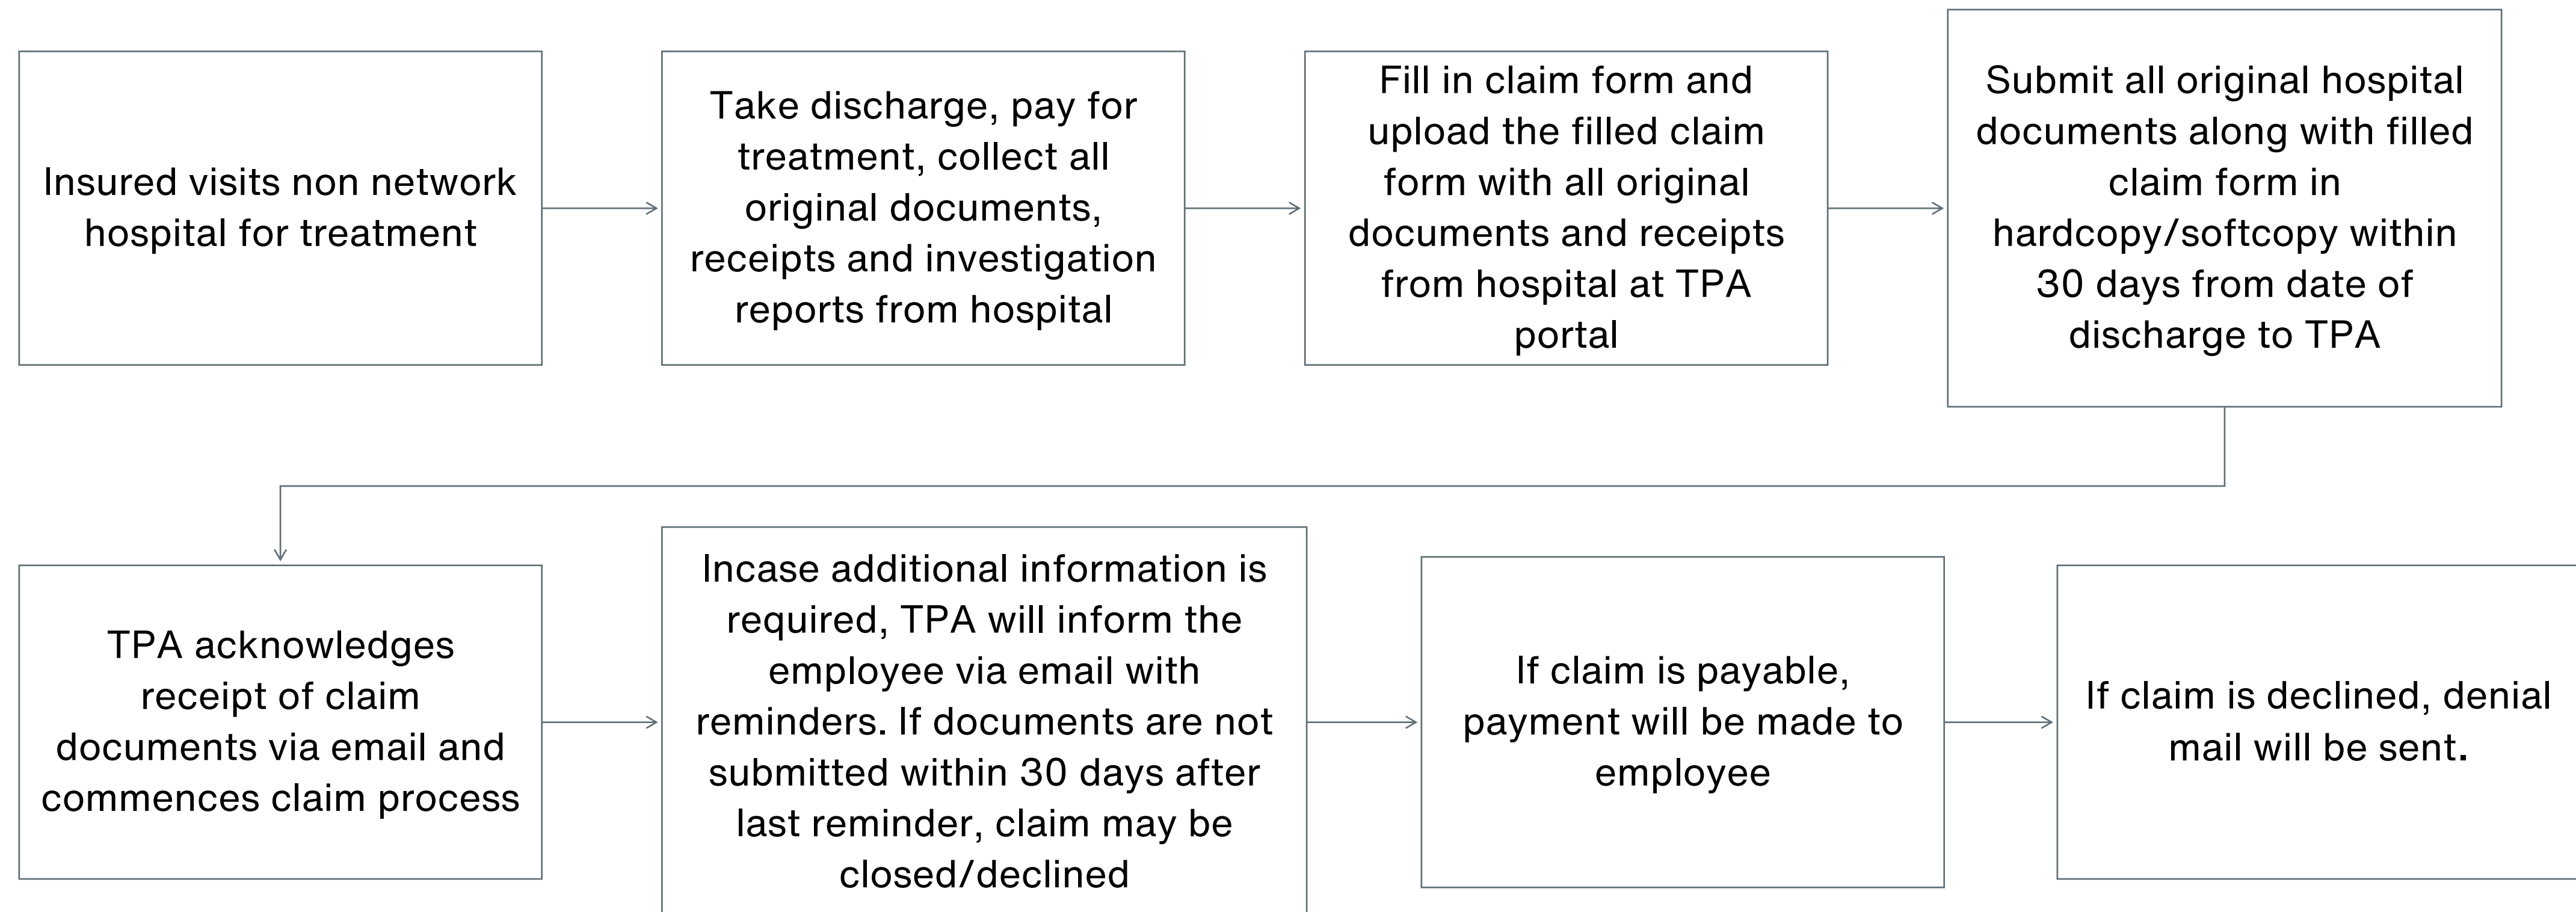 Insured visits non network
hospital for treatment
Take discharge, pay for
treatment, collect all
original documents,
receipts and investigation
reports from hospital
Fill in claim form and
upload the filled claim
form with all original
documents and receipts
from hospital at TPA
portal
Submit all original hospital
documents along with filled
claim form in
hardcopy/softcopy within
30 days from date of
discharge to TPA
TPA acknowledges
receipt of claim
documents via email and
commences claim process
Incase additional information is
required, TPA will inform the
employee via email with
reminders. If documents are not
submitted within 30 days after
last reminder, claim may be
closed/declined
If claim is payable,
payment will be made to
employee
If claim is declined, denial
mail will be sent.